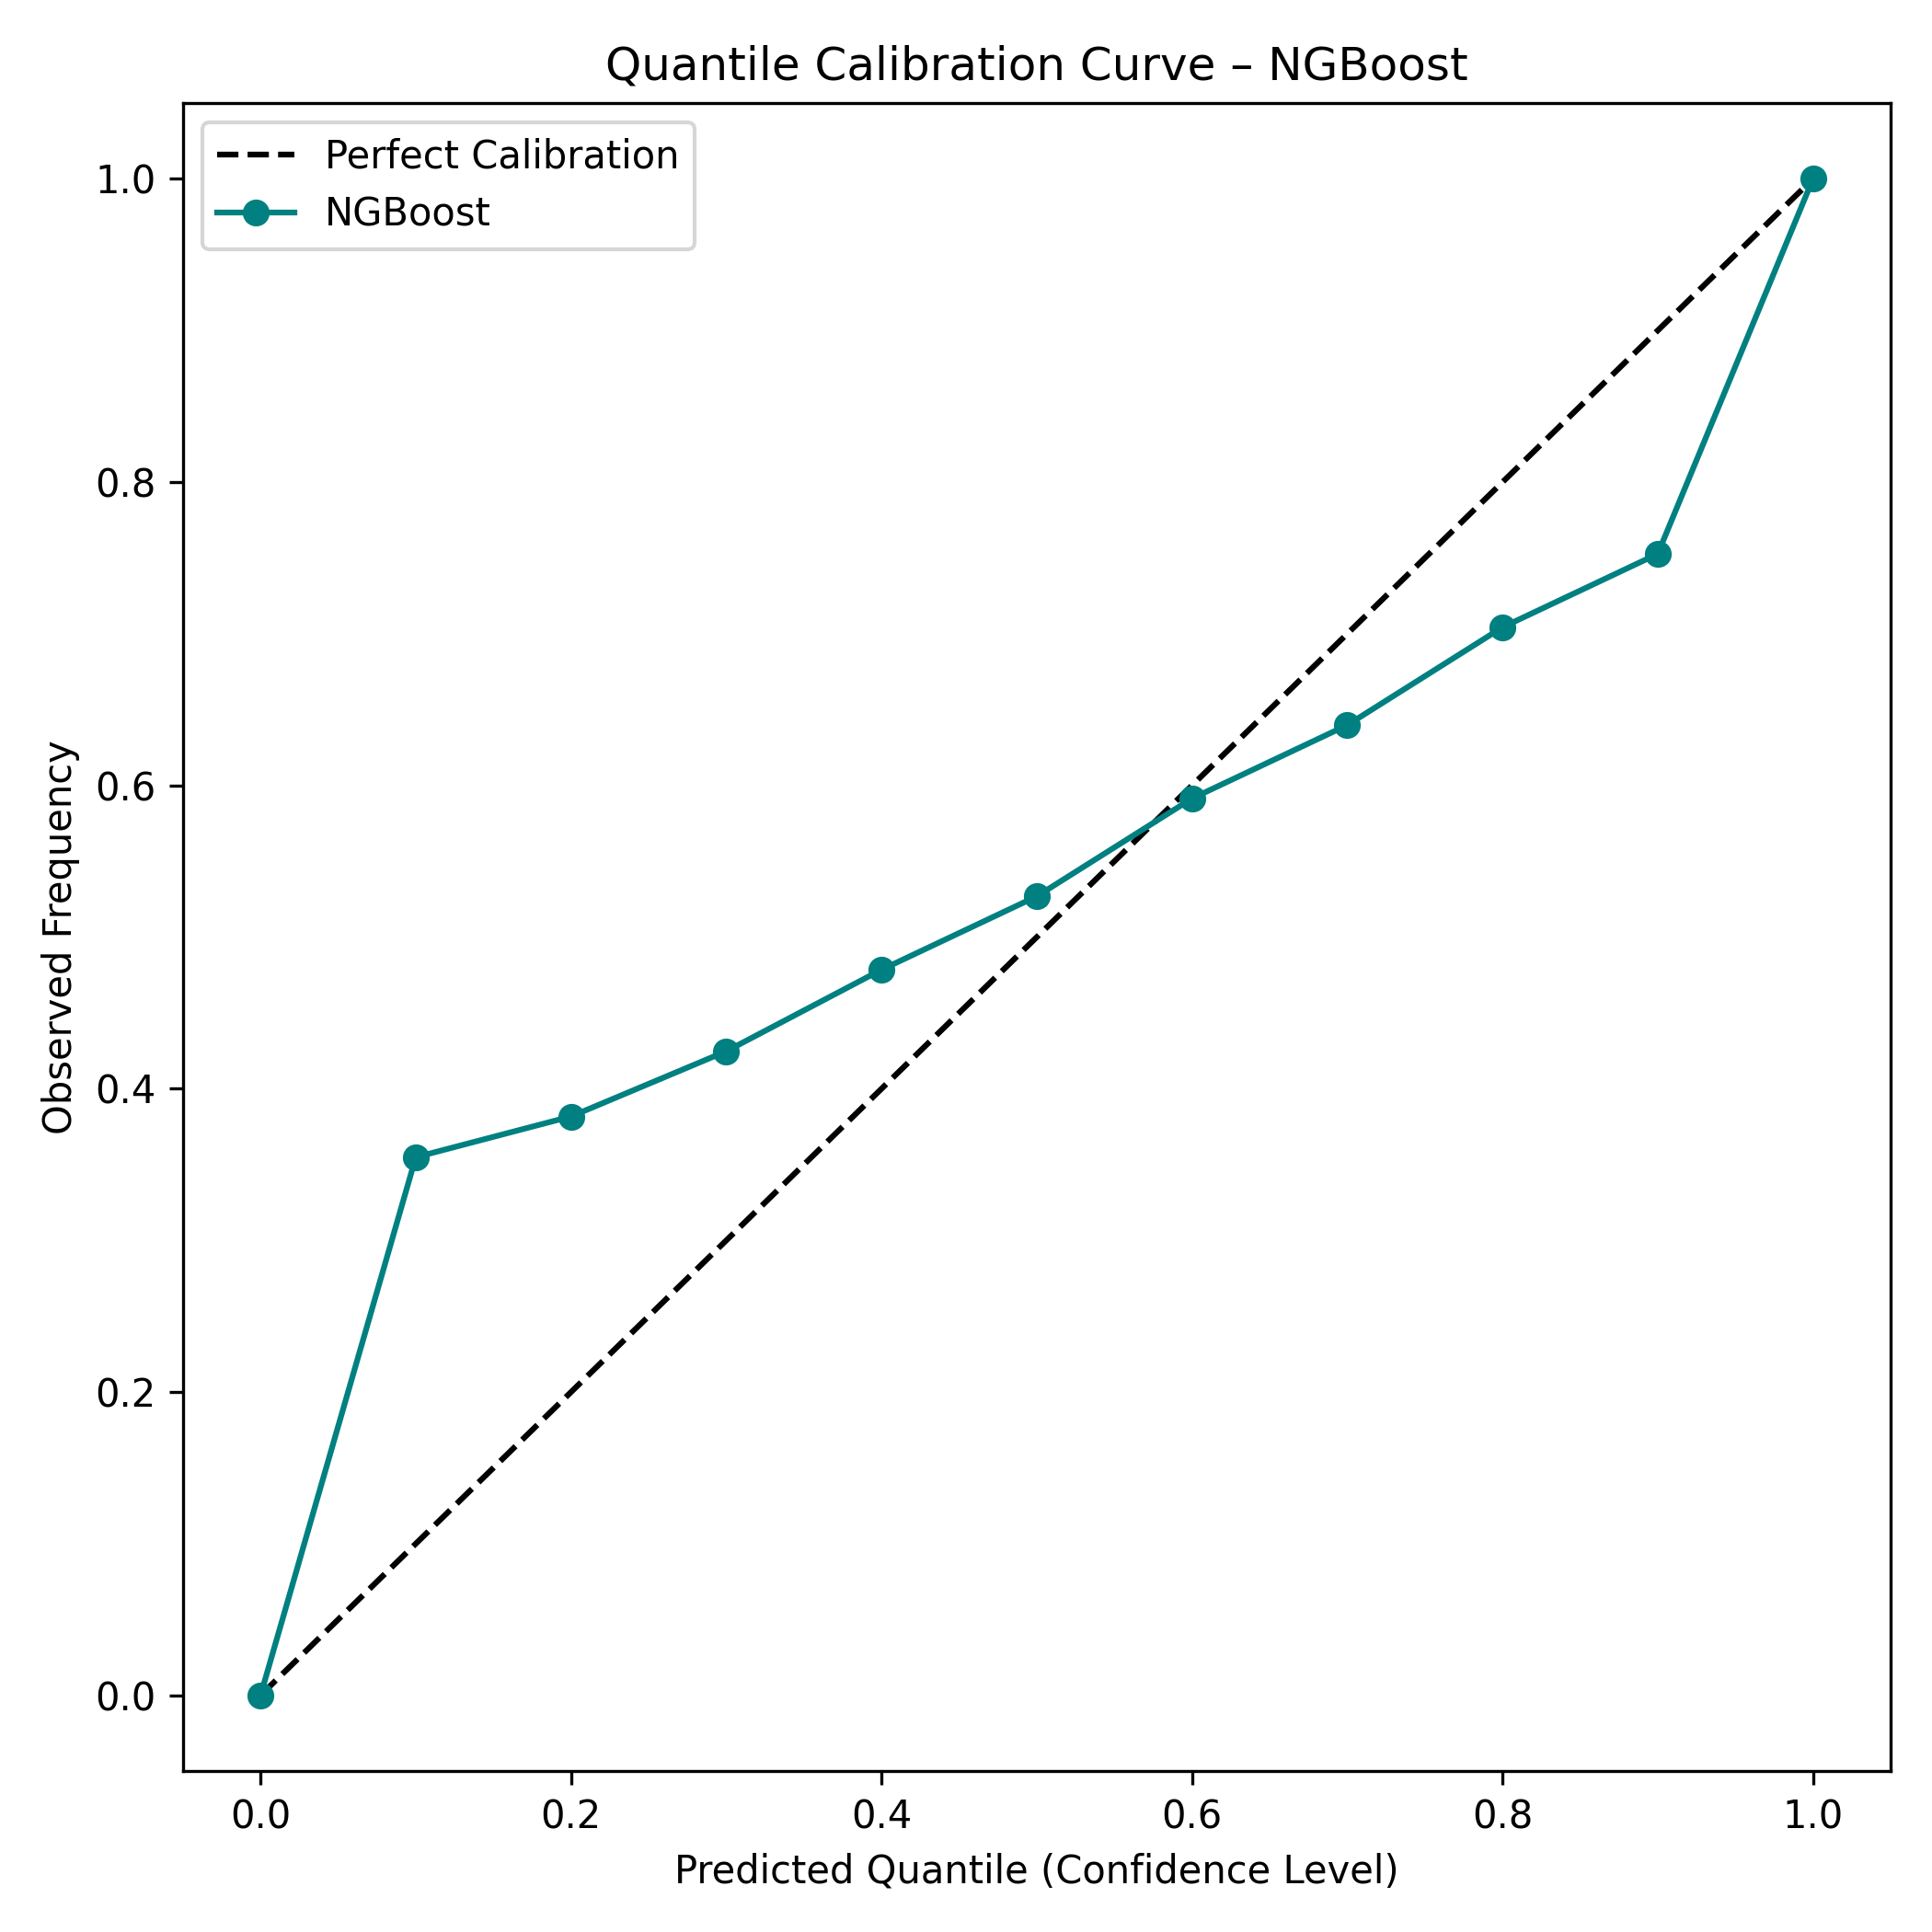 Quantile Calibration Curve – NGBoost
Perfect Calibration
NGBoost
Observed Frequency
1.0
0.8
0.6
0.4
0.2
0.0
0.0 0.2 0.4 0.6 0.8 1.0
Predicted Quantile (Confidence Level)